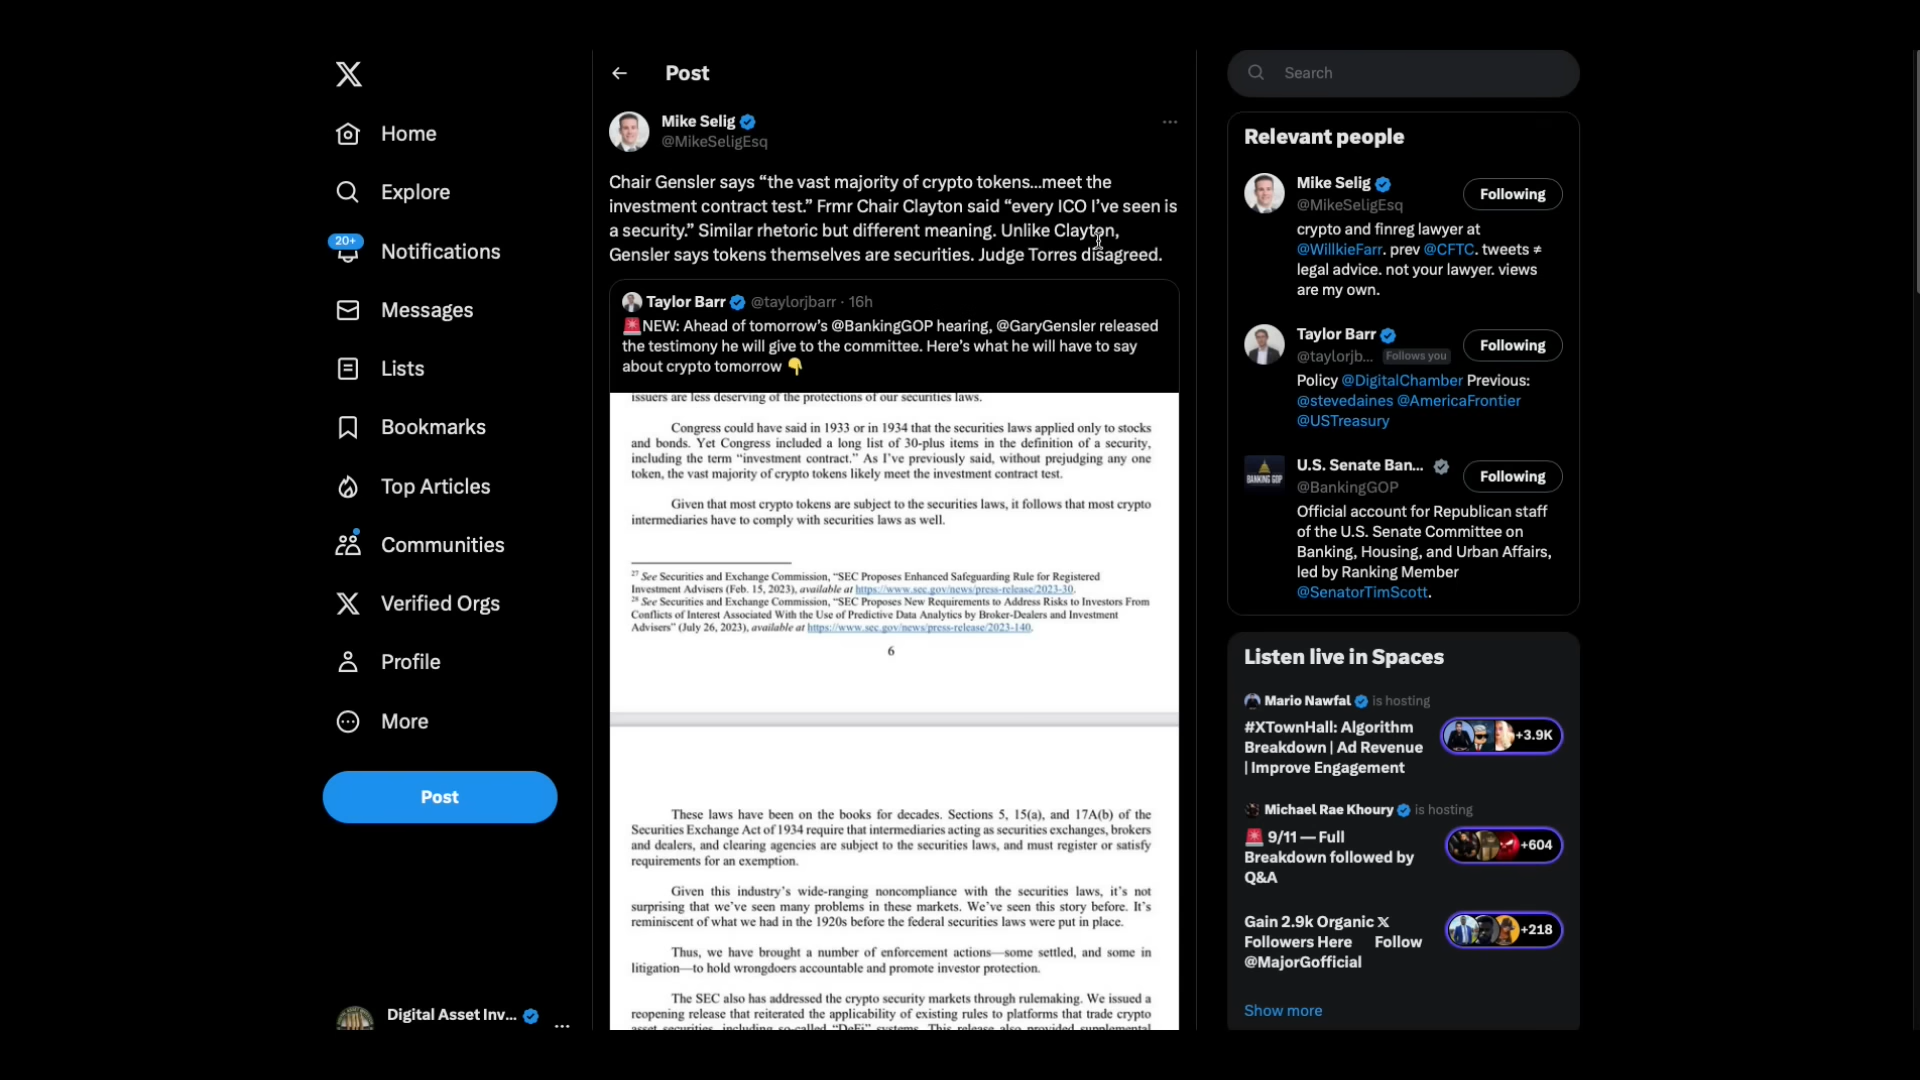 Home
Explore
20+
Notifications
Messages
Lists
Bookmarks
Top Articles
Communities
Verified Orgs
Profile
More
Post
Digital Asset Inv...
Post
Mike Selig
@MikeSeligEsq
Chair Gensler says “the vast majority of crypto tokens...meet the
investment contract test.” Frmr Chair Clayton said “every ICO I’ve seen is
a security.” Similar rhetoric but different meaning. Unlike Clayton,
Gensler says tokens themselves are securities. Judge Torres disagreed.
Taylor Barr @taylorjbarr · 16h
🚨NEW: Ahead of tomorrow’s @BankingGOP hearing, @GaryGensler released
the testimony he will give to the committee. Here’s what he will have to say
about crypto tomorrow 👇
issuers are less deserving of the protections of our securities laws.
Congress could have said in 1933 or in 1934 that the securities laws applied only to stocks
and bonds. Yet Congress included a long list of 30-plus items in the definition of a security,
including the term “investment contract.” As I’ve previously said, without prejudging any one
token, the vast majority of crypto tokens likely meet the investment contract test.
Given that most crypto tokens are subject to the securities laws, it follows that most crypto
intermediaries have to comply with securities laws as well.
27 See Securities and Exchange Commission, “SEC Proposes Enhanced Safeguarding Rule for Registered
Investment Advisers (Feb. 15, 2023), available at https://www.sec.gov/news/press-release/2023-30.
28 See Securities and Exchange Commission, “SEC Proposes New Requirements to Address Risks to Investors From
Conflicts of Interest Associated With the Use of Predictive Data Analytics by Broker-Dealers and Investment
Advisers” (July 26, 2023), available at https://www.sec.gov/news/press-release/2023-140.
6
These laws have been on the books for decades. Sections 5, 15(a), and 17A(b) of the
Securities Exchange Act of 1934 require that intermediaries acting as securities exchanges, brokers
and dealers, and clearing agencies are subject to the securities laws, and must register or satisfy
requirements for an exemption.
Given this industry’s wide-ranging noncompliance with the securities laws, it’s not
surprising that we’ve seen many problems in these markets. We’ve seen this story before. It’s
reminiscent of what we had in the 1920s before the federal securities laws were put in place.
Thus, we have brought a number of enforcement actions—some settled, and some in
litigation—to hold wrongdoers accountable and promote investor protection.
The SEC also has addressed the crypto security markets through rulemaking. We issued a
reopening release that reiterated the applicability of existing rules to platforms that trade crypto
asset securities, including so-called “DeFi” systems. This release also provided supplemental
Search
Relevant people
Mike Selig
@MikeSeligEsq
Following
crypto and finreg lawyer at
@WillkieFarr. prev @CFTC. tweets ≠
legal advice. not your lawyer. views
are my own.
Taylor Barr
@taylorjb... Follows you
Following
Policy @DigitalChamber Previous:
@stevedaines @AmericaFrontier
@USTreasury
BANKING GOP
U.S. Senate Ban...
@BankingGOP
Following
Official account for Republican staff
of the U.S. Senate Committee on
Banking, Housing, and Urban Affairs,
led by Ranking Member
@SenatorTimScott.
Listen live in Spaces
Mario Nawfal is hosting
#XTownHall: Algorithm
Breakdown | Ad Revenue
| Improve Engagement
+3.9K
Michael Rae Khoury is hosting
🚨 9/11 — Full
Breakdown followed by
Q&A
+604
Gain 2.9k Organic 𝕏
Followers Here Follow
@MajorGofficial
+218
Show more